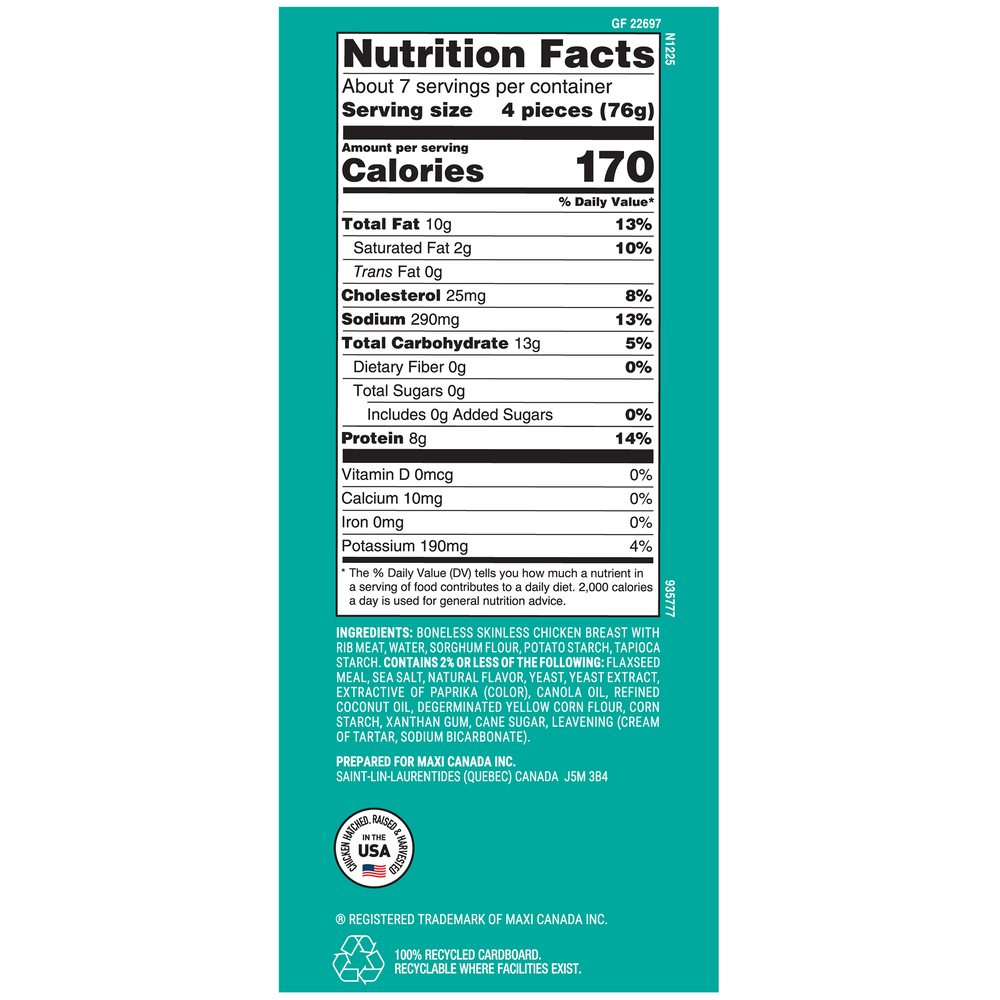 GF 22697
N1225
Nutrition Facts
About 7 servings per container
Serving size 4 pieces (76g)
Amount per serving
Calories 170
% Daily Value*
Total Fat 10g 13%
Saturated Fat 2g 10%
Trans Fat 0g
Cholesterol 25mg 8%
Sodium 290mg 13%
Total Carbohydrate 13g 5%
Dietary Fiber 0g 0%
Total Sugars 0g
Includes 0g Added Sugars 0%
Protein 8g 14%
Vitamin D 0mcg 0%
Calcium 10mg 0%
Iron 0mg 0%
Potassium 190mg 4%
* The % Daily Value (DV) tells you how much a nutrient in
a serving of food contributes to a daily diet. 2,000 calories
a day is used for general nutrition advice.
935777
INGREDIENTS: BONELESS SKINLESS CHICKEN BREAST WITH
RIB MEAT, WATER, SORGHUM FLOUR, POTATO STARCH, TAPIOCA
STARCH. CONTAINS 2% OR LESS OF THE FOLLOWING: FLAXSEED
MEAL, SEA SALT, NATURAL FLAVOR, YEAST, YEAST EXTRACT,
EXTRACTIVE OF PAPRIKA (COLOR), CANOLA OIL, REFINED
COCONUT OIL, DEGERMINATED YELLOW CORN FLOUR, CORN
STARCH, XANTHAN GUM, CANE SUGAR, LEAVENING (CREAM
OF TARTAR, SODIUM BICARBONATE).
PREPARED FOR MAXI CANADA INC.
SAINT-LIN-LAURENTIDES (QUEBEC) CANADA J5M 3B4
CHICKEN HATCHED, RAISED & HARVESTED
IN THE
USA
® REGISTERED TRADEMARK OF MAXI CANADA INC.
100% RECYCLED CARDBOARD.
RECYCLABLE WHERE FACILITIES EXIST.